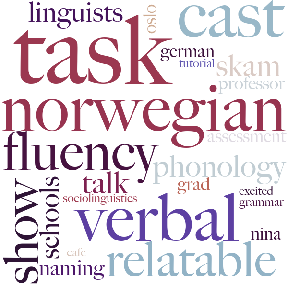 linguists
oslo
cast
task
german
tutorial
skam
professor
norwegian
assessment
fluency
phonology
show
schools
talk
grad
sociolinguistics
excited
grammar
verbal
nina
cafe
naming
relatable